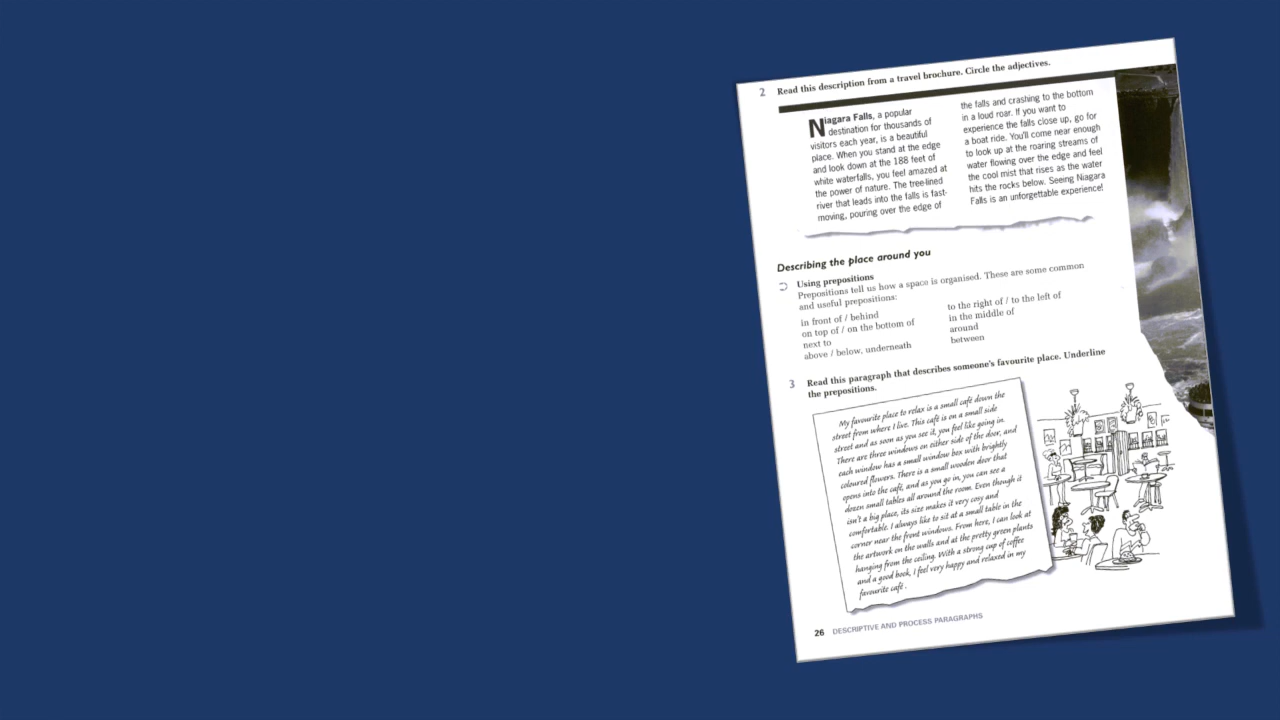 2 Read this description from a travel brochure. Circle the adjectives.
Niagara Falls, a popular
destination for thousands of
visitors each year, is a beautiful
place. When you stand at the edge
and look down at the 188 feet of
white waterfalls, you feel amazed at
the power of nature. The tree-lined
river that leads into the falls is fast-
moving, pouring over the edge of
the falls and crashing to the bottom
in a loud roar. If you want to
experience the falls close up, go for
a boat ride. You'll come near enough
to look up at the roaring streams of
water flowing over the edge and feel
the cool mist that rises as the water
hits the rocks below. Seeing Niagara
Falls is an unforgettable experience!
Describing the place around you
Using prepositions
Prepositions tell us how a space is organised. These are some common
and useful prepositions:
in front of / behind
on top of / on the bottom of
next to
above / below, underneath
to the right of / to the left of
in the middle of
around
between
3 Read this paragraph that describes someone's favourite place. Underline
the prepositions.
My favourite place to relax is a small café down the
street from where I live. This café is on a small side
street and as soon as you see it, you feel like going in.
There are three windows on either side of the door, and
each window has a small window box with brightly
coloured flowers. There is a small wooden door that
opens into the café, and as you go in, you can see a
dozen small tables all around the room. Even though it
isn't a big place, its size makes it very cosy and
comfortable. I always like to sit at a small table in the
corner near the front windows. From here, I can look at
the artwork on the walls and at the pretty green plants
hanging from the ceiling. With a strong cup of coffee
and a good book, I feel very happy and relaxed in my
favourite café.
26 DESCRIPTIVE AND PROCESS PARAGRAPHS